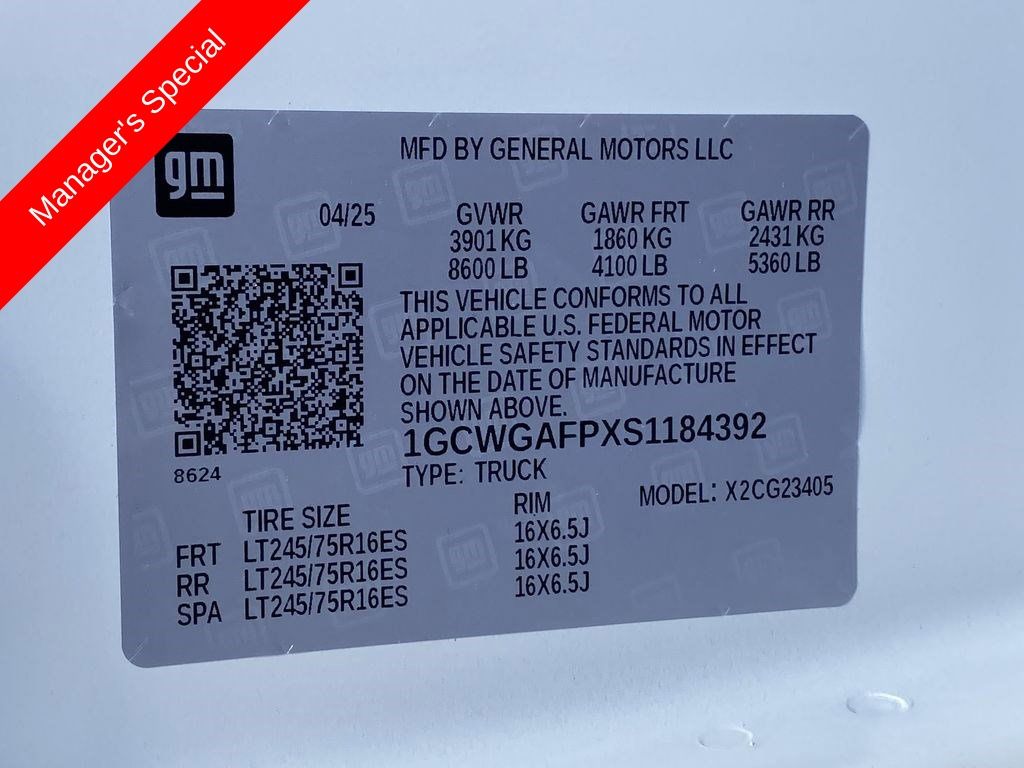 Manager's Special
gm
MFD BY GENERAL MOTORS LLC
04/25 GVWR GAWR FRT GAWR RR
3901 KG 1860 KG 2431 KG
8600 LB 4100 LB 5360 LB
THIS VEHICLE CONFORMS TO ALL
APPLICABLE U.S. FEDERAL MOTOR
VEHICLE SAFETY STANDARDS IN EFFECT
ON THE DATE OF MANUFACTURE
SHOWN ABOVE.
1GCWGAFPXS1184392
8624
TYPE: TRUCK
MODEL: X2CG23405
TIRE SIZE RIM
FRT LT245/75R16ES 16X6.5J
RR LT245/75R16ES 16X6.5J
SPA LT245/75R16ES 16X6.5J